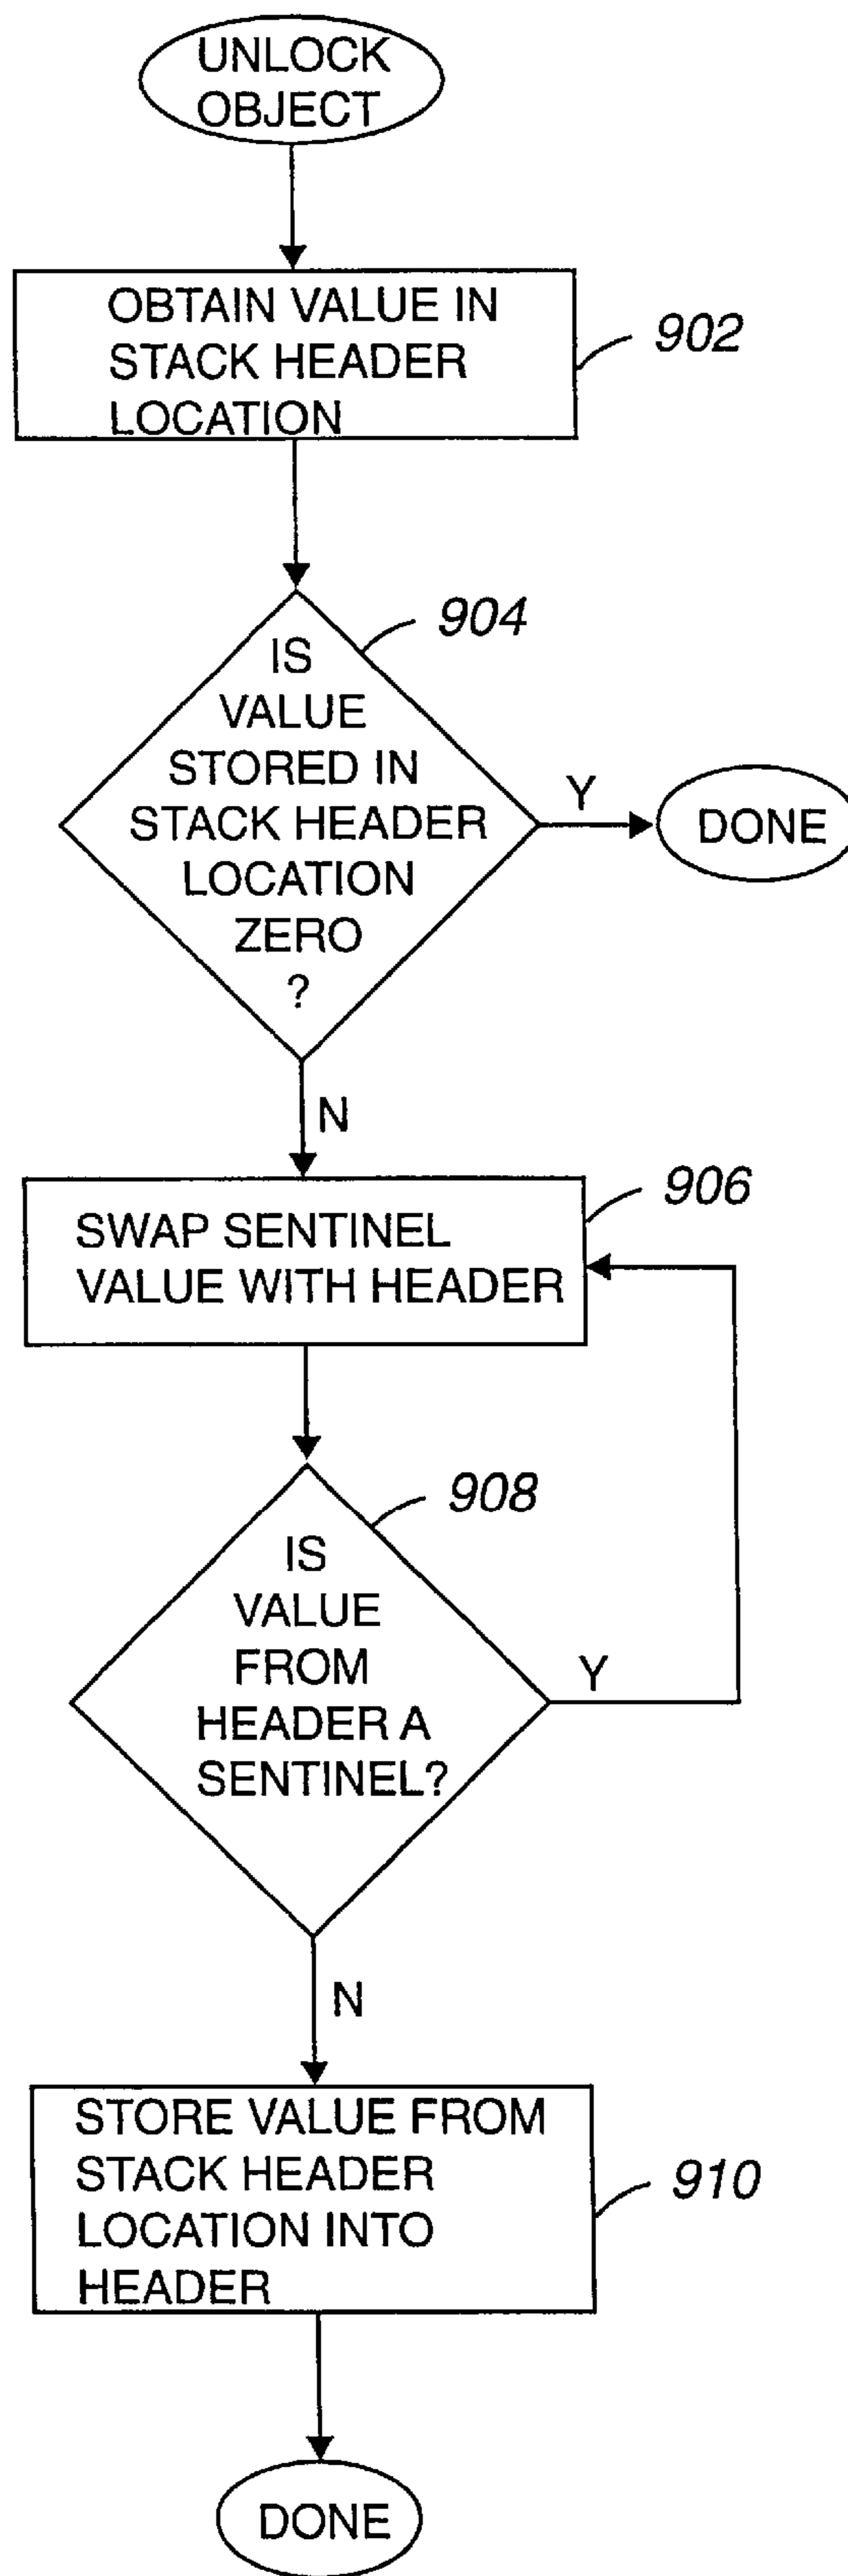 UNLOCK
OBJECT
OBTAIN VALUE IN
STACK HEADER
LOCATION
902
904
IS
VALUE
STORED IN
STACK HEADER
LOCATION
ZERO
?
Y
DONE
N
906
SWAP SENTINEL
VALUE WITH HEADER
908
IS
VALUE
FROM
HEADER A
SENTINEL?
Y
N
STORE VALUE FROM
STACK HEADER
LOCATION INTO
HEADER
910
DONE